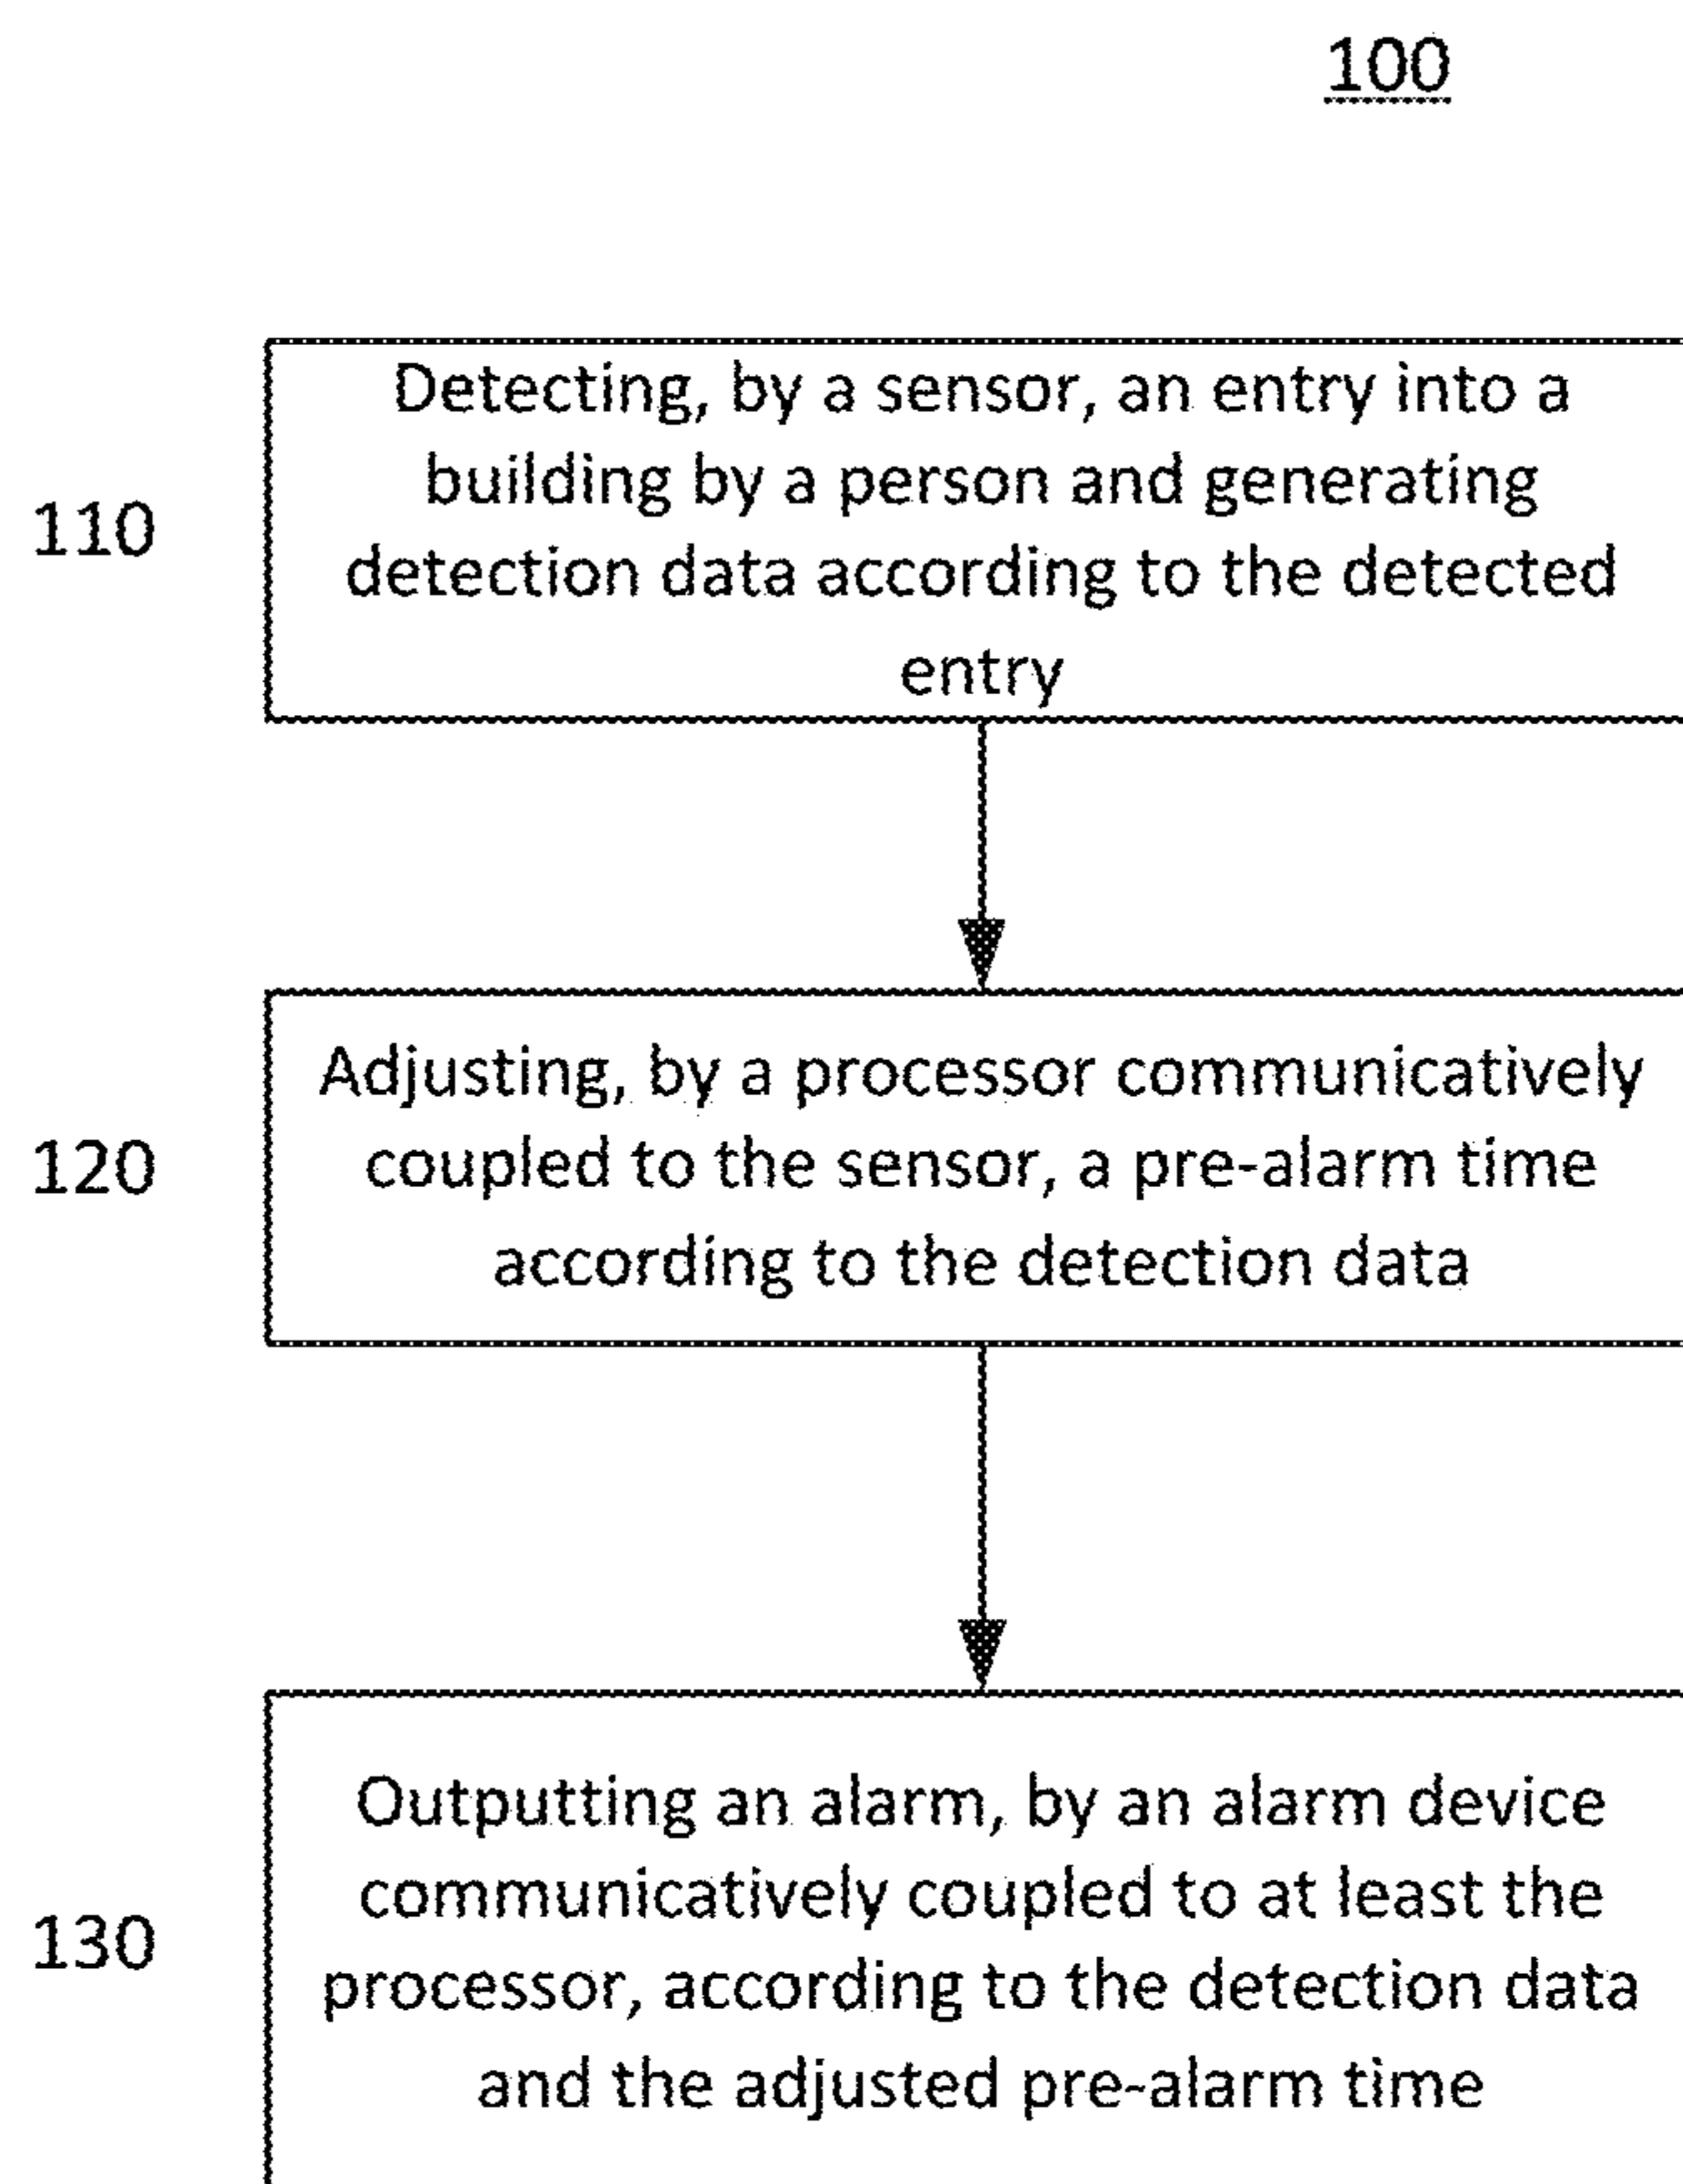 100
Detecting, by a sensor, an entry into a
building by a person and generating
110
detection data according to the detected
entry
Adjusting, by a processor communicatively
120
coupled to the sensor, a pre-alarm time
according to the detection data
Outputting an alarm, by an alarm device
communicatively coupled to at least the
130
processor, according to the detection data
and the adjusted pre-alarm time